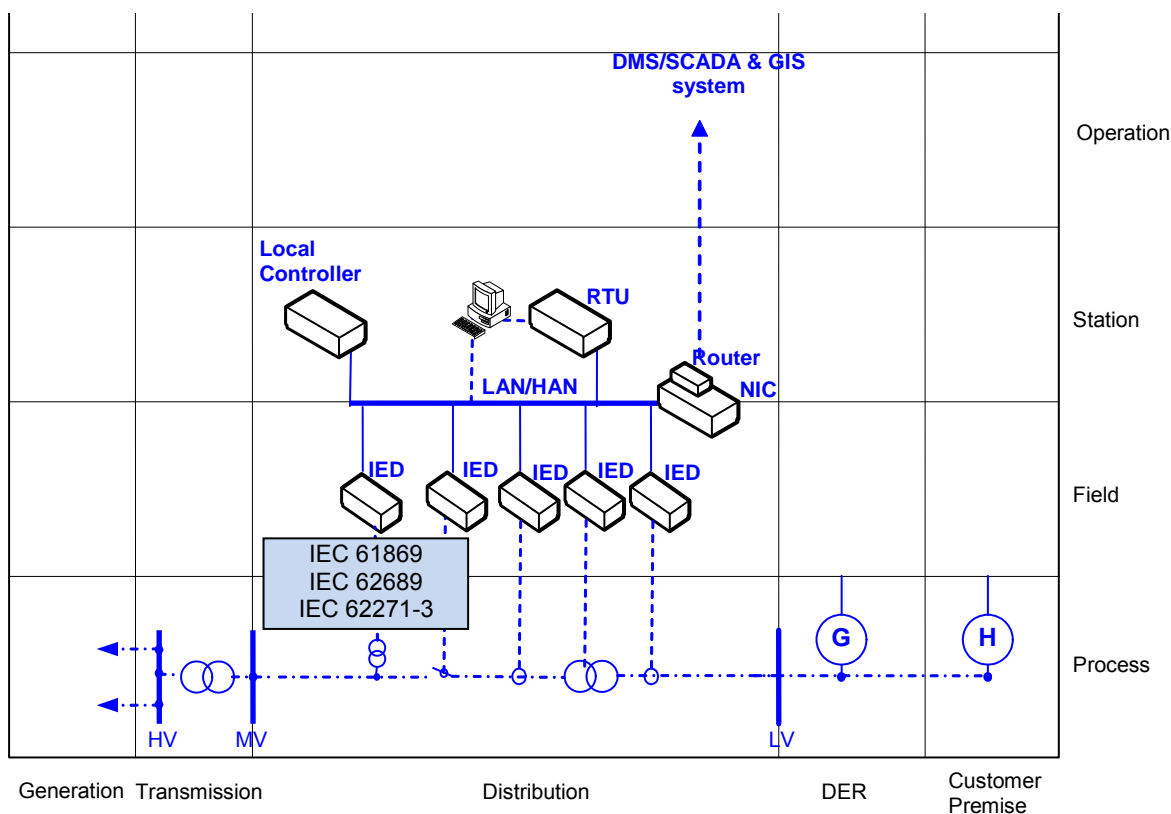 DMS/SCADA & GIS
system
Operation
Local
Controller
RTU
Station
Router
LAN/HAN
NIC
IED
IED
IED
IED
IED
Field
IEC 61869
IEC 62689
IEC 62271-3
G
H
Process
HV
MV
LV
Generation
Transmission
Distribution
DER
Customer
Premise